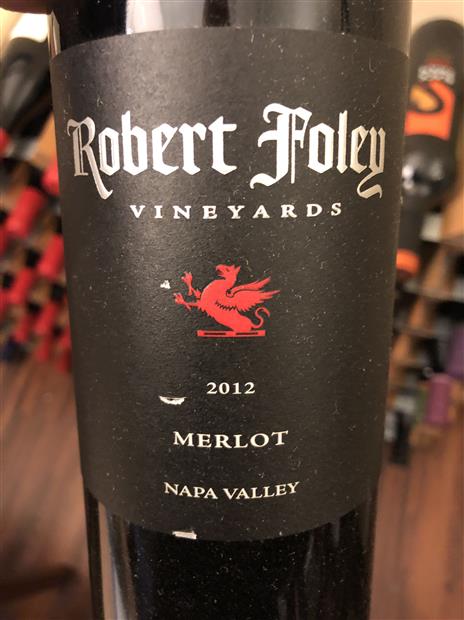 Robert Foley
VINEYARDS
2012
MERLOT
NAPA VALLEY